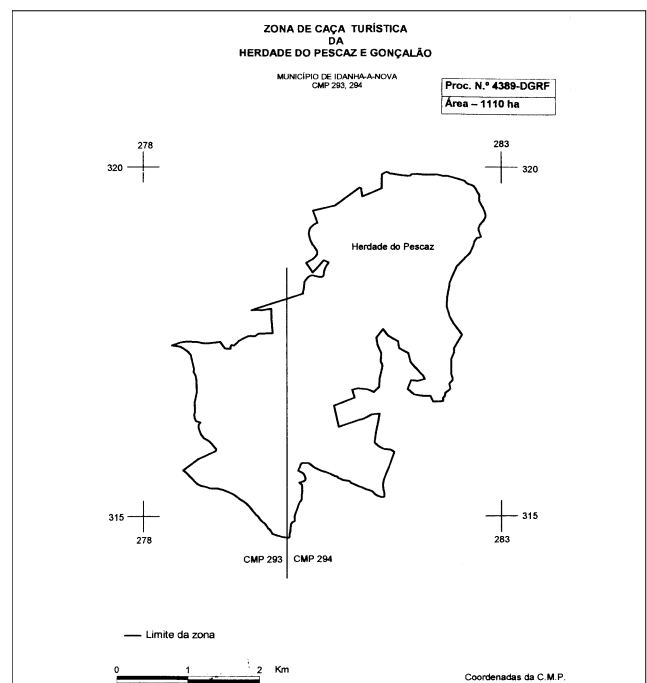 ZONA DE CAÇA TURÍSTICA
DA
HERDADE DO PESCAZ E GONÇALÃO
MUNICÍPIO DE IDANHA-A-NOVA
CMP 293, 294
Proc. N.º 4389-DGRF
Área – 1110 ha
278
283
320
320
Herdade do Pescaz
315
315
278
283
CMP 293
CMP 294
Limite da zona
0 1 2 Km
Coordenadas da C.M.P.